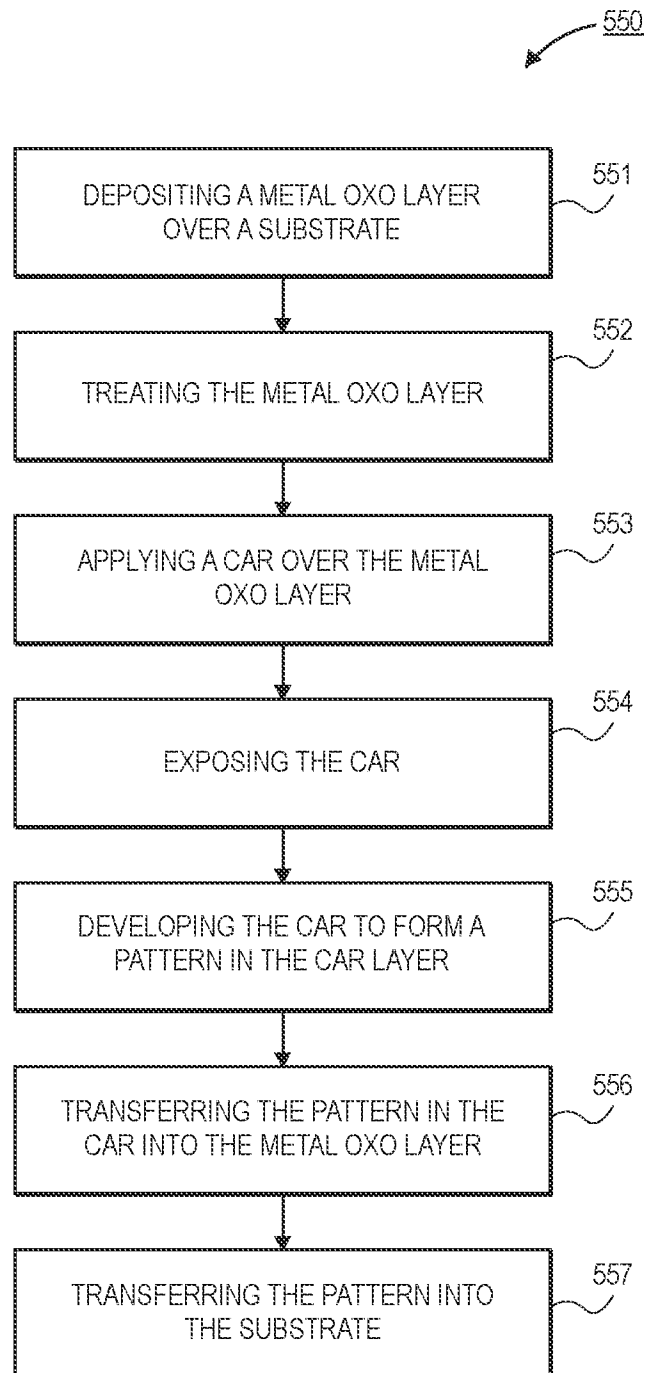 550
DEPOSITING A METAL OXO LAYER
OVER A SUBSTRATE
551
TREATING THE METAL OXO LAYER
552
APPLYING A CAR OVER THE METAL
OXO LAYER
553
EXPOSING THE CAR
554
DEVELOPING THE CAR TO FORM A
PATTERN IN THE CAR LAYER
555
TRANSFERRING THE PATTERN IN THE
CAR INTO THE METAL OXO LAYER
556
TRANSFERRING THE PATTERN INTO
THE SUBSTRATE
557